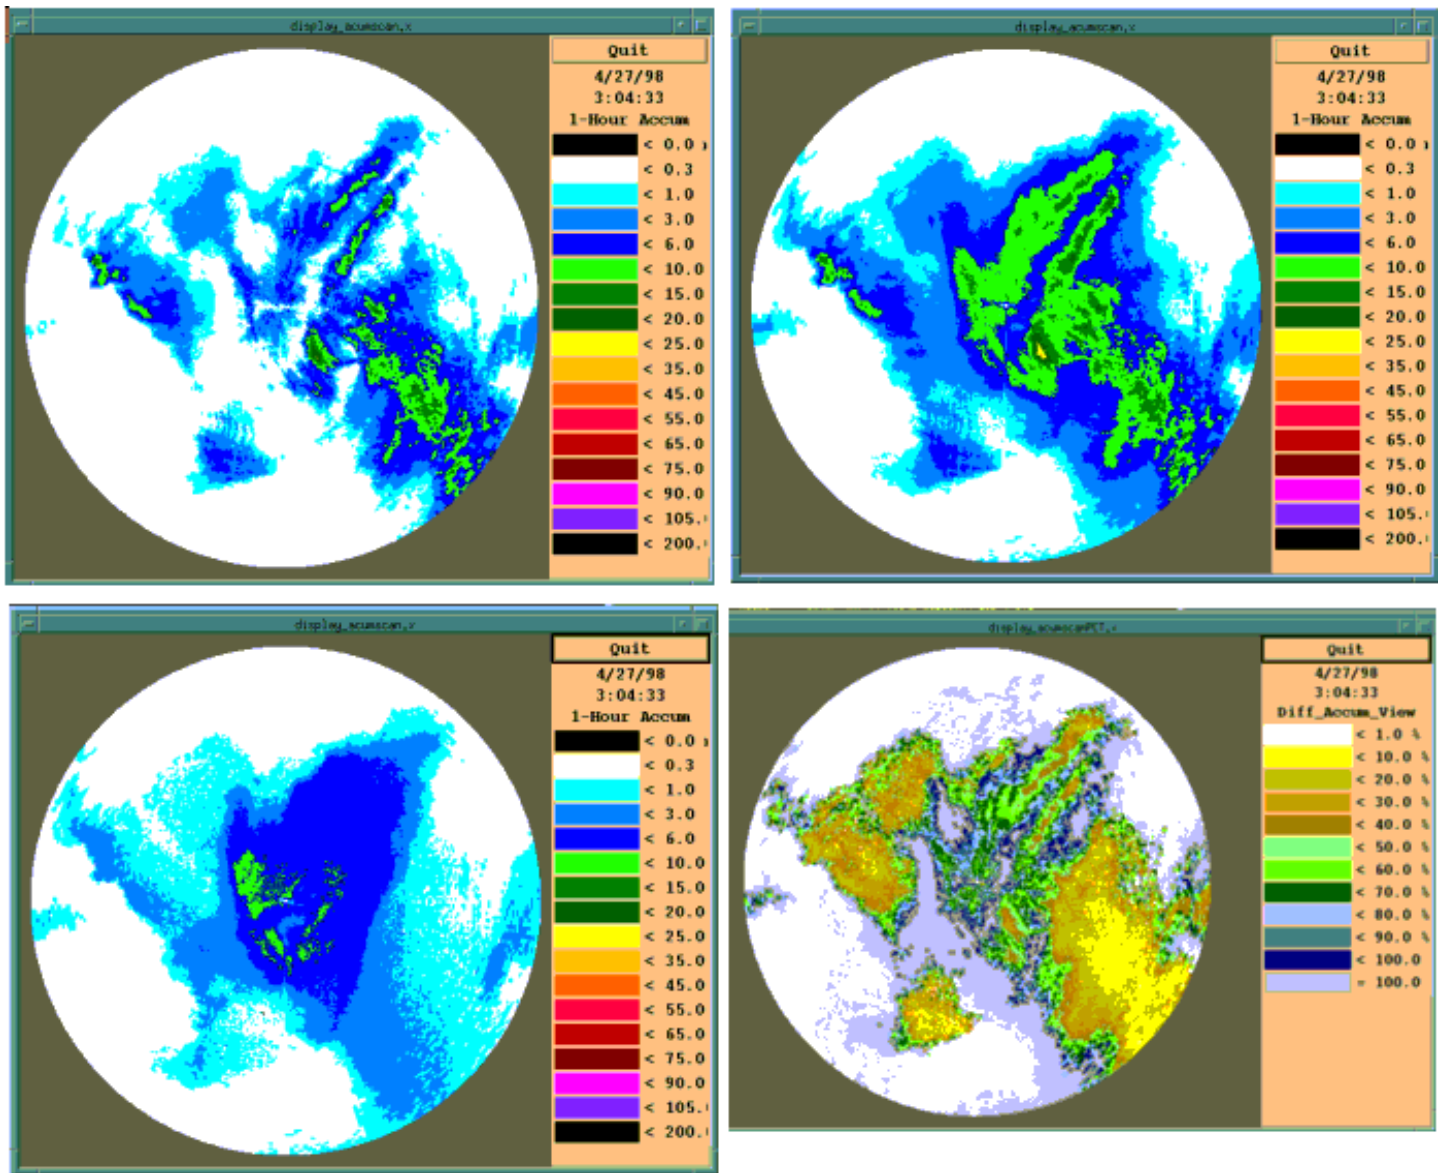 display_acumscan.x
Quit
4/27/98
3:04:33
1-Hour Accum
< 0.0
< 0.3
< 1.0
< 3.0
< 6.0
< 10.0
< 15.0
< 20.0
< 25.0
< 35.0
< 45.0
< 55.0
< 65.0
< 75.0
< 90.0
< 105.
< 200.
display_acumscan.x
Quit
4/27/98
3:04:33
1-Hour Accum
< 0.0
< 0.3
< 1.0
< 3.0
< 6.0
< 10.0
< 15.0
< 20.0
< 25.0
< 35.0
< 45.0
< 55.0
< 65.0
< 75.0
< 90.0
< 105.
< 200.
display_acumscan.x
Quit
4/27/98
3:04:33
1-Hour Accum
< 0.0
< 0.3
< 1.0
< 3.0
< 6.0
< 10.0
< 15.0
< 20.0
< 25.0
< 35.0
< 45.0
< 55.0
< 65.0
< 75.0
< 90.0
< 105.
< 200.
display_acumscanPCT.x
Quit
4/27/98
3:04:33
Diff_Accum_View
< 1.0 %
< 10.0 %
< 20.0 %
< 30.0 %
< 40.0 %
< 50.0 %
< 60.0 %
< 70.0 %
< 80.0 %
< 90.0 %
< 100.0
= 100.0